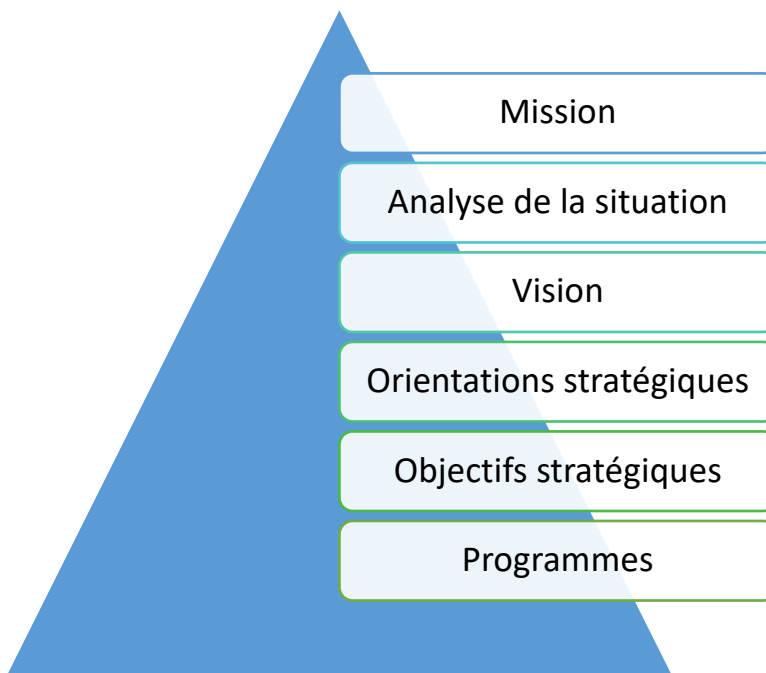 Mission
Analyse de la situation
Vision
Orientations stratégiques
Objectifs stratégiques
Programmes